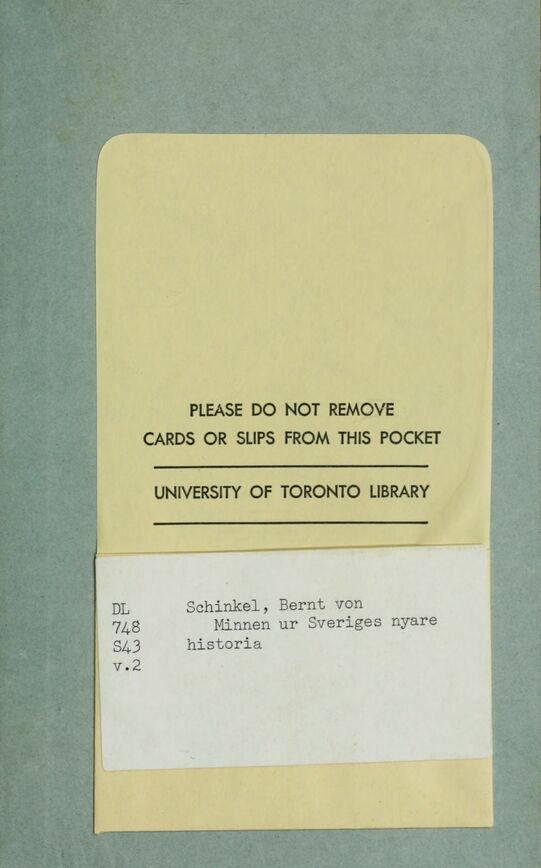 PLEASE DO NOT REMOVE
CARDS OR SLIPS FROM THIS POCKET
UNIVERSITY OF TORONTO LIBRARY
DL Schinkel, Bernt von
748 Minnen ur Sveriges nyare
S43 historia
v.2